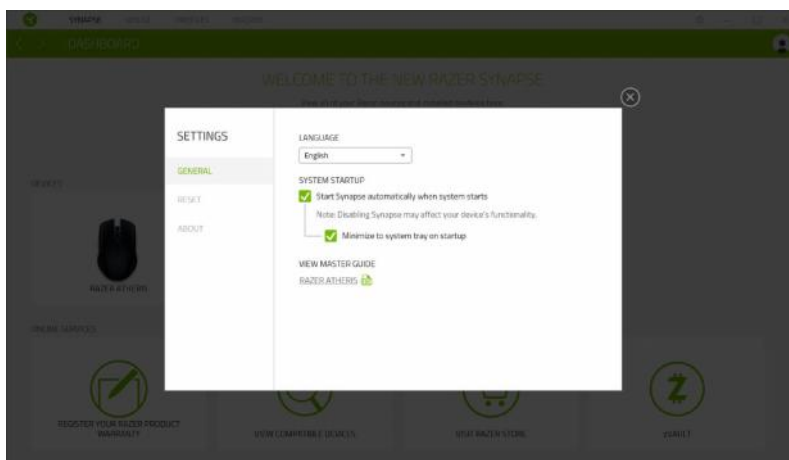 SYNAPSE
DASHBOARD
WELCOME TO THE NEW RAZER SYNAPSE
SETTINGS
GENERAL
RESET
ABOUT
LANGUAGE
English
SYSTEM STARTUP
Start Synapse automatically when system starts
Note: Disabling Synapse may affect your device's functionality.
Minimize to system tray on startup
VIEW MASTER GUIDE
RAZER ATHERIS
DEVICES
RAZER ATHERIS
ONLINE SERVICES
REGISTER YOUR RAZER PRODUCT
WARRANTY
VIEW COMPATIBLE DEVICES
VISIT RAZER STORE
zVAULT